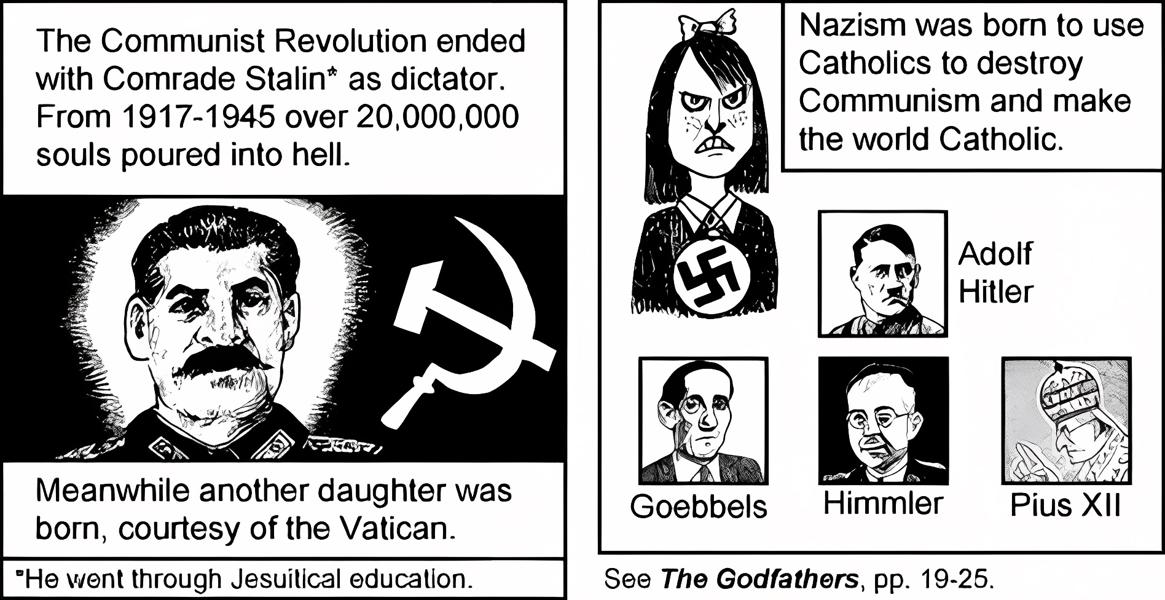 The Communist Revolution ended
with Comrade Stalin* as dictator.
From 1917-1945 over 20,000,000
souls poured into hell.
Meanwhile another daughter was
born, courtesy of the Vatican.
*He went through Jesuitical education.
Nazism was born to use
Catholics to destroy
Communism and make
the world Catholic.
Adolf
Hitler
Goebbels
Himmler
Pius XII
See The Godfathers, pp. 19-25.